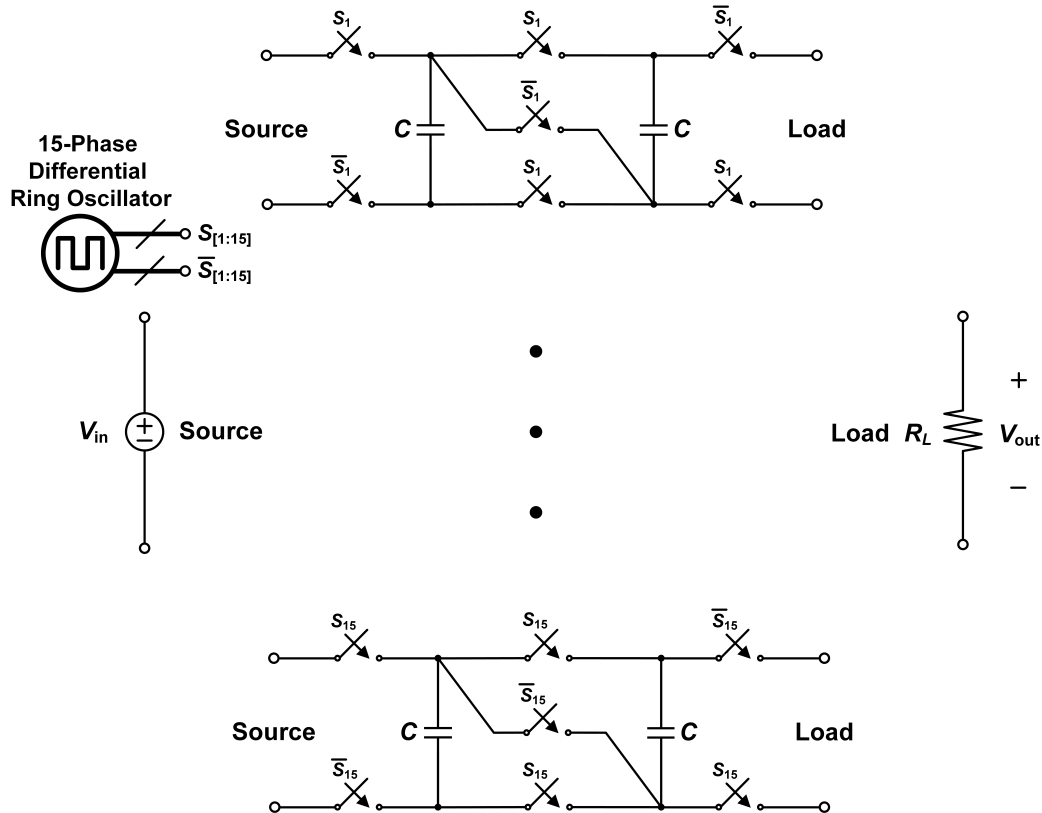 S1 S1 S̅1
S̅1
Source C C Load
15-Phase
Differential
Ring Oscillator
S̅1 S1 S1
S[1:15]
S̅[1:15]
+
Vin + − Source Load RL Vout
−
S15 S15 S̅15
S̅15
Source C C Load
S̅15 S15 S15